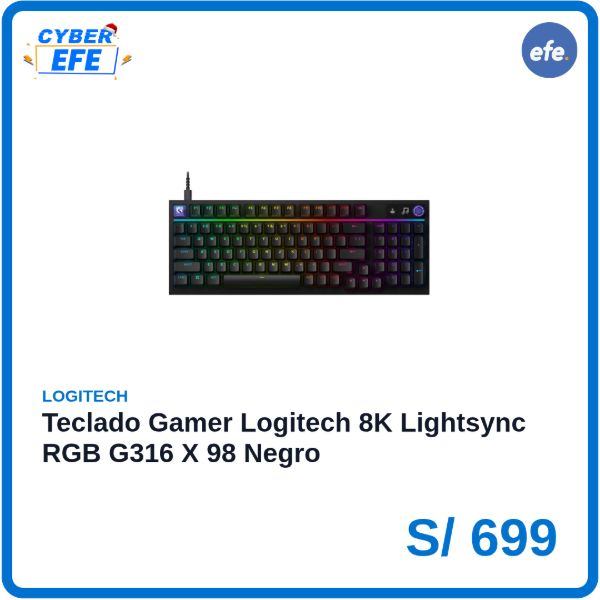 CYBER
EFE
efe.
LOGITECH
Teclado Gamer Logitech 8K Lightsync
RGB G316 X 98 Negro
S/ 699